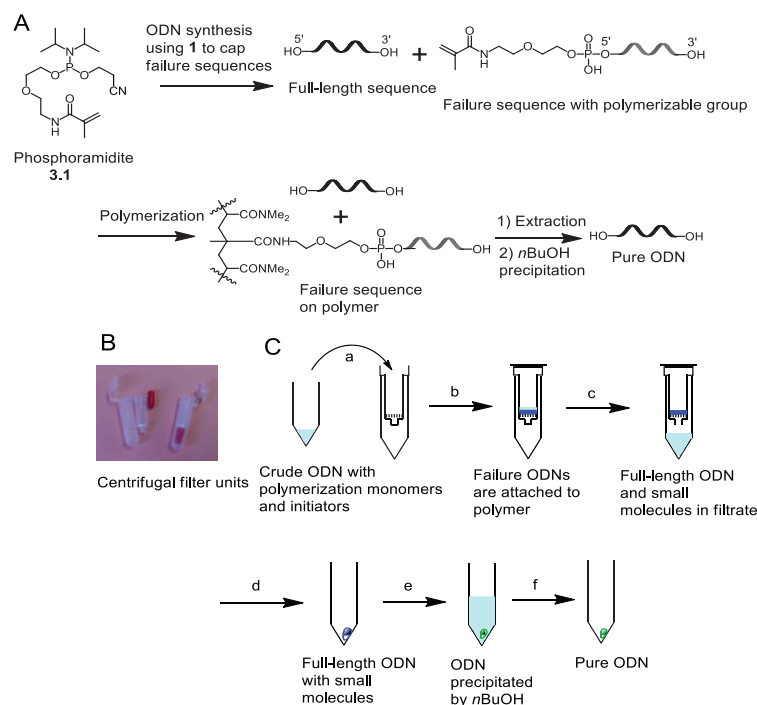 A
ODN synthesis
using 1 to cap
failure sequences
N
O P O
O
CN
O
NH
Phosphoramidite
3.1
5' 3'
HO OH
Full-length sequence
+
O
N
H
O
O
O
P
O
OH
5'
3'
OH
Failure sequence with polymerizable group
Polymerization
HO OH
+
CONMe2
CONH
O
O
P
O
O
OH
OH
CONMe2
Failure sequence
on polymer
1) Extraction
2) nBuOH
precipitation
HO OH
Pure ODN
B
Centrifugal filter units
C
a
b
c
Crude ODN with
polymerization monomers
and initiators
Failure ODNs
are attached to
polymer
Full-length ODN
and small
molecules in filtrate
d
e
f
Full-length ODN
with small
molecules
ODN
precipitated
by nBuOH
Pure ODN